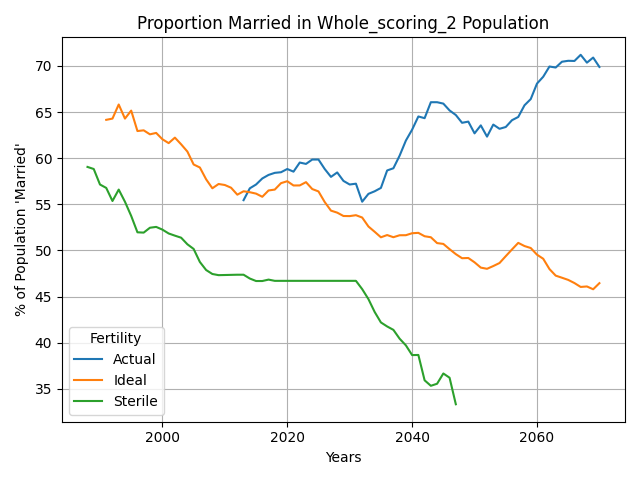 Proportion Married in Whole_scoring_2 Population
% of Population 'Married'
70
65
60
55
50
45
40
35
Fertility
Actual
Ideal
Sterile
2000 2020 2040 2060
Years